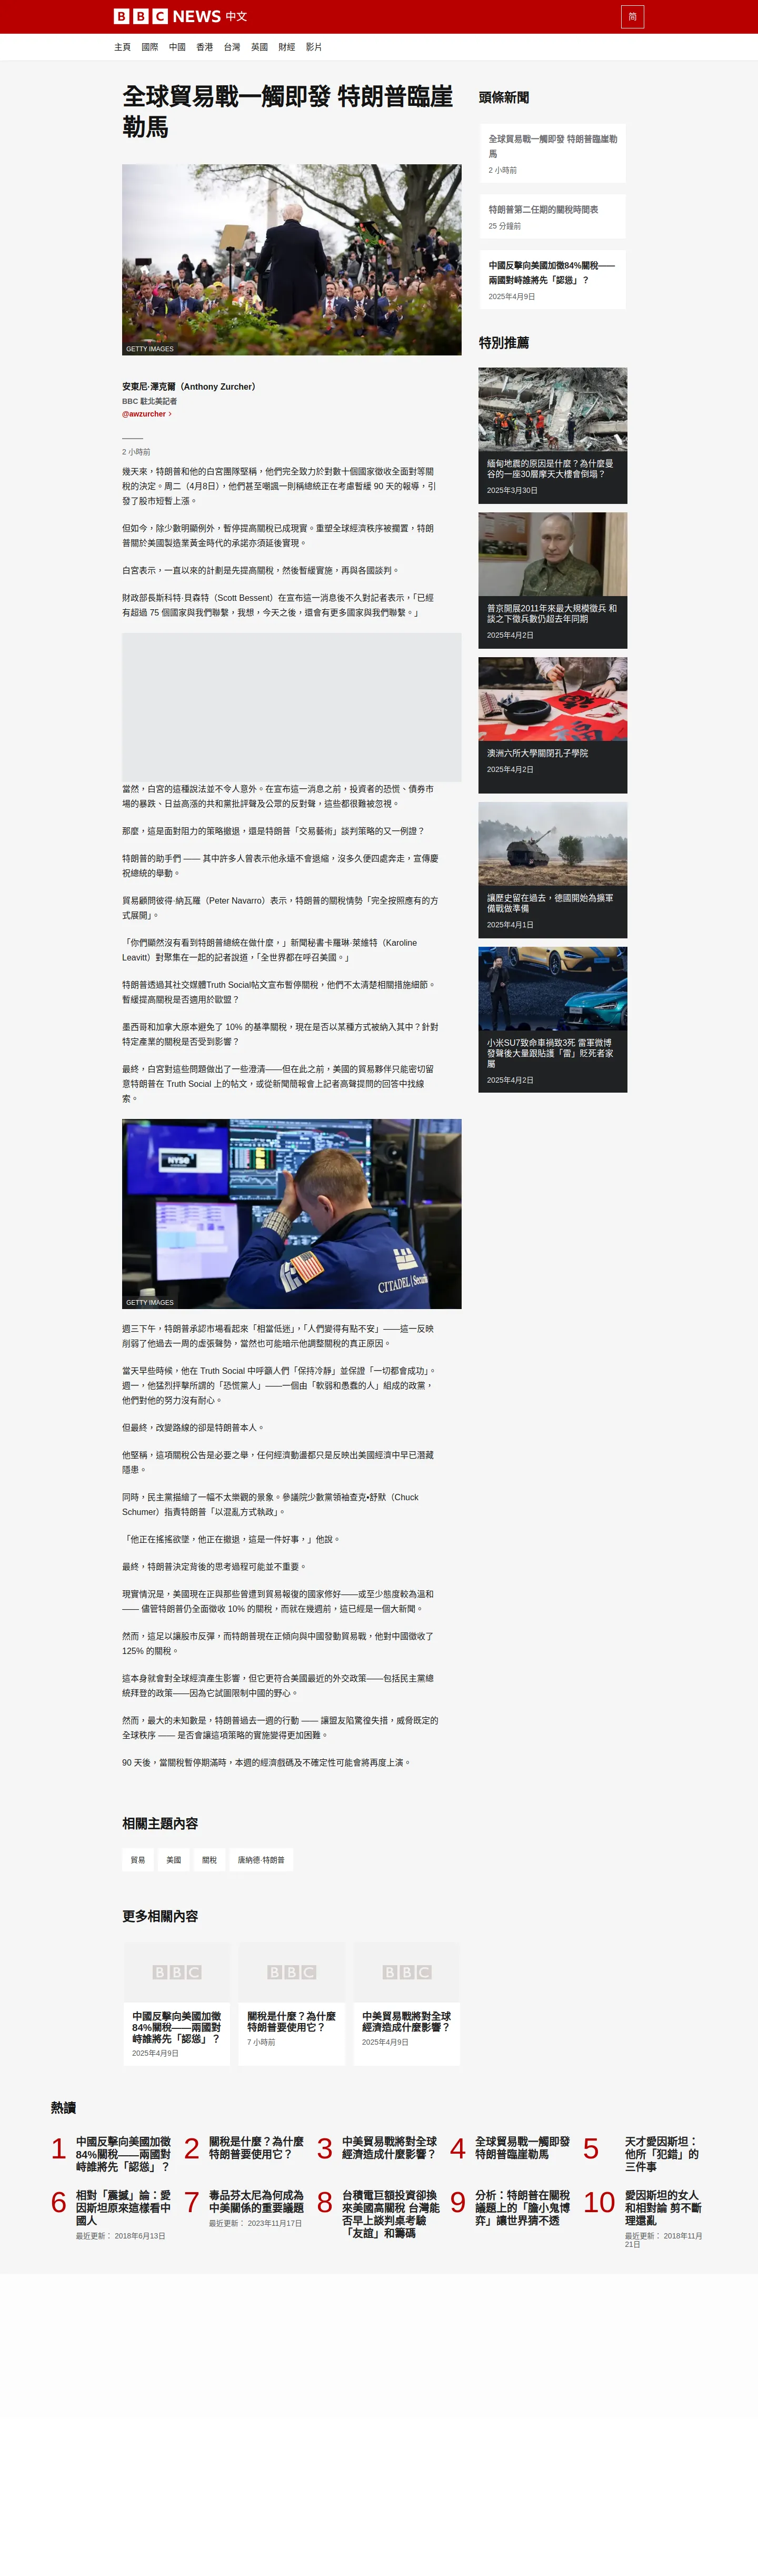 BBC NEWS 中文
简
主頁 國際 中國 香港 台灣 英國 財經 影片
全球貿易戰一觸即發 特朗普臨崖
勒馬
GETTY IMAGES
安東尼·澤克爾（Anthony Zurcher）
BBC 駐北美記者
@awzurcher
2 小時前
幾天來，特朗普和他的白宮團隊堅稱，他們完全致力於對數十個國家徵收全面對等關
稅的決定。周二（4月8日），他們甚至嘲諷一則稱總統正在考慮暫緩 90 天的報導，引
發了股市短暫上漲。
但如今，除少數明顯例外，暫停提高關稅已成現實。重塑全球經濟秩序被擱置，特朗
普關於美國製造業黃金時代的承諾亦須延後實現。
白宮表示，一直以來的計劃是先提高關稅，然後暫緩實施，再與各國談判。
財政部長斯科特·貝森特（Scott Bessent）在宣布這一消息後不久對記者表示，「已經
有超過 75 個國家與我們聯繫，我想，今天之後，還會有更多國家與我們聯繫。」
當然，白宮的這種說法並不令人意外。在宣布這一消息之前，投資者的恐慌、債券市
場的暴跌、日益高漲的共和黨批評聲及公眾的反對聲，這些都很難被忽視。
那麼，這是面對阻力的策略撤退，還是特朗普「交易藝術」談判策略的又一例證？
特朗普的助手們 —— 其中許多人曾表示他永遠不會退縮，沒多久便四處奔走，宣傳慶
祝總統的舉動。
貿易顧問彼得·納瓦羅（Peter Navarro）表示，特朗普的關稅情勢「完全按照應有的方
式展開」。
「你們顯然沒有看到特朗普總統在做什麼，」新聞秘書卡羅琳·萊維特（Karoline
Leavitt）對聚集在一起的記者說道，「全世界都在呼召美國。」
特朗普透過其社交媒體Truth Social帖文宣布暫停關稅，他們不太清楚相關措施細節。
暫緩提高關稅是否適用於歐盟？
墨西哥和加拿大原本避免了 10% 的基準關稅，現在是否以某種方式被納入其中？針對
特定產業的關稅是否受到影響？
最終，白宮對這些問題做出了一些澄清——但在此之前，美國的貿易夥伴只能密切留
意特朗普在 Truth Social 上的帖文，或從新聞簡報會上記者高聲提問的回答中找線
索。
NYSE
CITADEL | Securi
GETTY IMAGES
週三下午，特朗普承認市場看起來「相當低迷」，「人們變得有點不安」——這一反映
削弱了他過去一周的虛張聲勢，當然也可能暗示他調整關稅的真正原因。
當天早些時候，他在 Truth Social 中呼籲人們「保持冷靜」並保證「一切都會成功」。
週一，他猛烈抨擊所謂的「恐慌黨人」——一個由「軟弱和愚蠢的人」組成的政黨，
他們對他的努力沒有耐心。
但最終，改變路線的卻是特朗普本人。
他堅稱，這項關稅公告是必要之舉，任何經濟動盪都只是反映出美國經濟中早已潛藏
隱患。
同時，民主黨描繪了一幅不太樂觀的景象。參議院少數黨領袖查克•舒默（Chuck
Schumer）指責特朗普「以混亂方式執政」。
「他正在搖搖欲墜，他正在撤退，這是一件好事，」他說。
最終，特朗普決定背後的思考過程可能並不重要。
現實情況是，美國現在正與那些曾遭到貿易報復的國家修好——或至少態度較為溫和
—— 儘管特朗普仍全面徵收 10% 的關稅，而就在幾週前，這已經是一個大新聞。
然而，這足以讓股市反彈，而特朗普現在正傾向與中國發動貿易戰，他對中國徵收了
125% 的關稅。
這本身就會對全球經濟產生影響，但它更符合美國最近的外交政策——包括民主黨總
統拜登的政策——因為它試圖限制中國的野心。
然而，最大的未知數是，特朗普過去一週的行動 —— 讓盟友陷驚徨失措，威脅既定的
全球秩序 —— 是否會讓這項策略的實施變得更加困難。
90 天後，當關稅暫停期滿時，本週的經濟戲碼及不確定性可能會將再度上演。
相關主題內容
貿易 美國 關稅 唐納德·特朗普
更多相關內容
BBC BBC BBC
中國反擊向美國加徵
84%關稅——兩國對
峙誰將先「認慫」？
2025年4月9日
關稅是什麼？為什麼
特朗普要使用它？
7 小時前
中美貿易戰將對全球
經濟造成什麼影響？
2025年4月9日
頭條新聞
全球貿易戰一觸即發 特朗普臨崖勒
馬
2 小時前
特朗普第二任期的關稅時間表
25 分鐘前
中國反擊向美國加徵84%關稅——
兩國對峙誰將先「認慫」？
2025年4月9日
特別推薦
緬甸地震的原因是什麼？為什麼曼
谷的一座30層摩天大樓會倒塌？
2025年3月30日
普京開展2011年來最大規模徵兵 和
談之下徵兵數仍超去年同期
2025年4月2日
澳洲六所大學關閉孔子學院
2025年4月2日
讓歷史留在過去，德國開始為擴軍
備戰做準備
2025年4月1日
小米SU7致命車禍致3死 雷軍微博
發聲後大量跟貼護「雷」貶死者家
屬
2025年4月2日
熱讀
1
中國反擊向美國加徵
84%關稅——兩國對
峙誰將先「認慫」？
2
關稅是什麼？為什麼
特朗普要使用它？
3
中美貿易戰將對全球
經濟造成什麼影響？
4
全球貿易戰一觸即發
特朗普臨崖勒馬
5
天才愛因斯坦：
他所「犯錯」的
三件事
6
相對「震撼」論：愛
因斯坦原來這樣看中
國人
最近更新： 2018年6月13日
7
毒品芬太尼為何成為
中美關係的重要議題
最近更新： 2023年11月17日
8
台積電巨額投資卻換
來美國高關稅 台灣能
否早上談判桌考驗
「友誼」和籌碼
9
分析：特朗普在關稅
議題上的「膽小鬼博
弈」讓世界猜不透
10
愛因斯坦的女人
和相對論 剪不斷
理還亂
最近更新： 2018年11月
21日